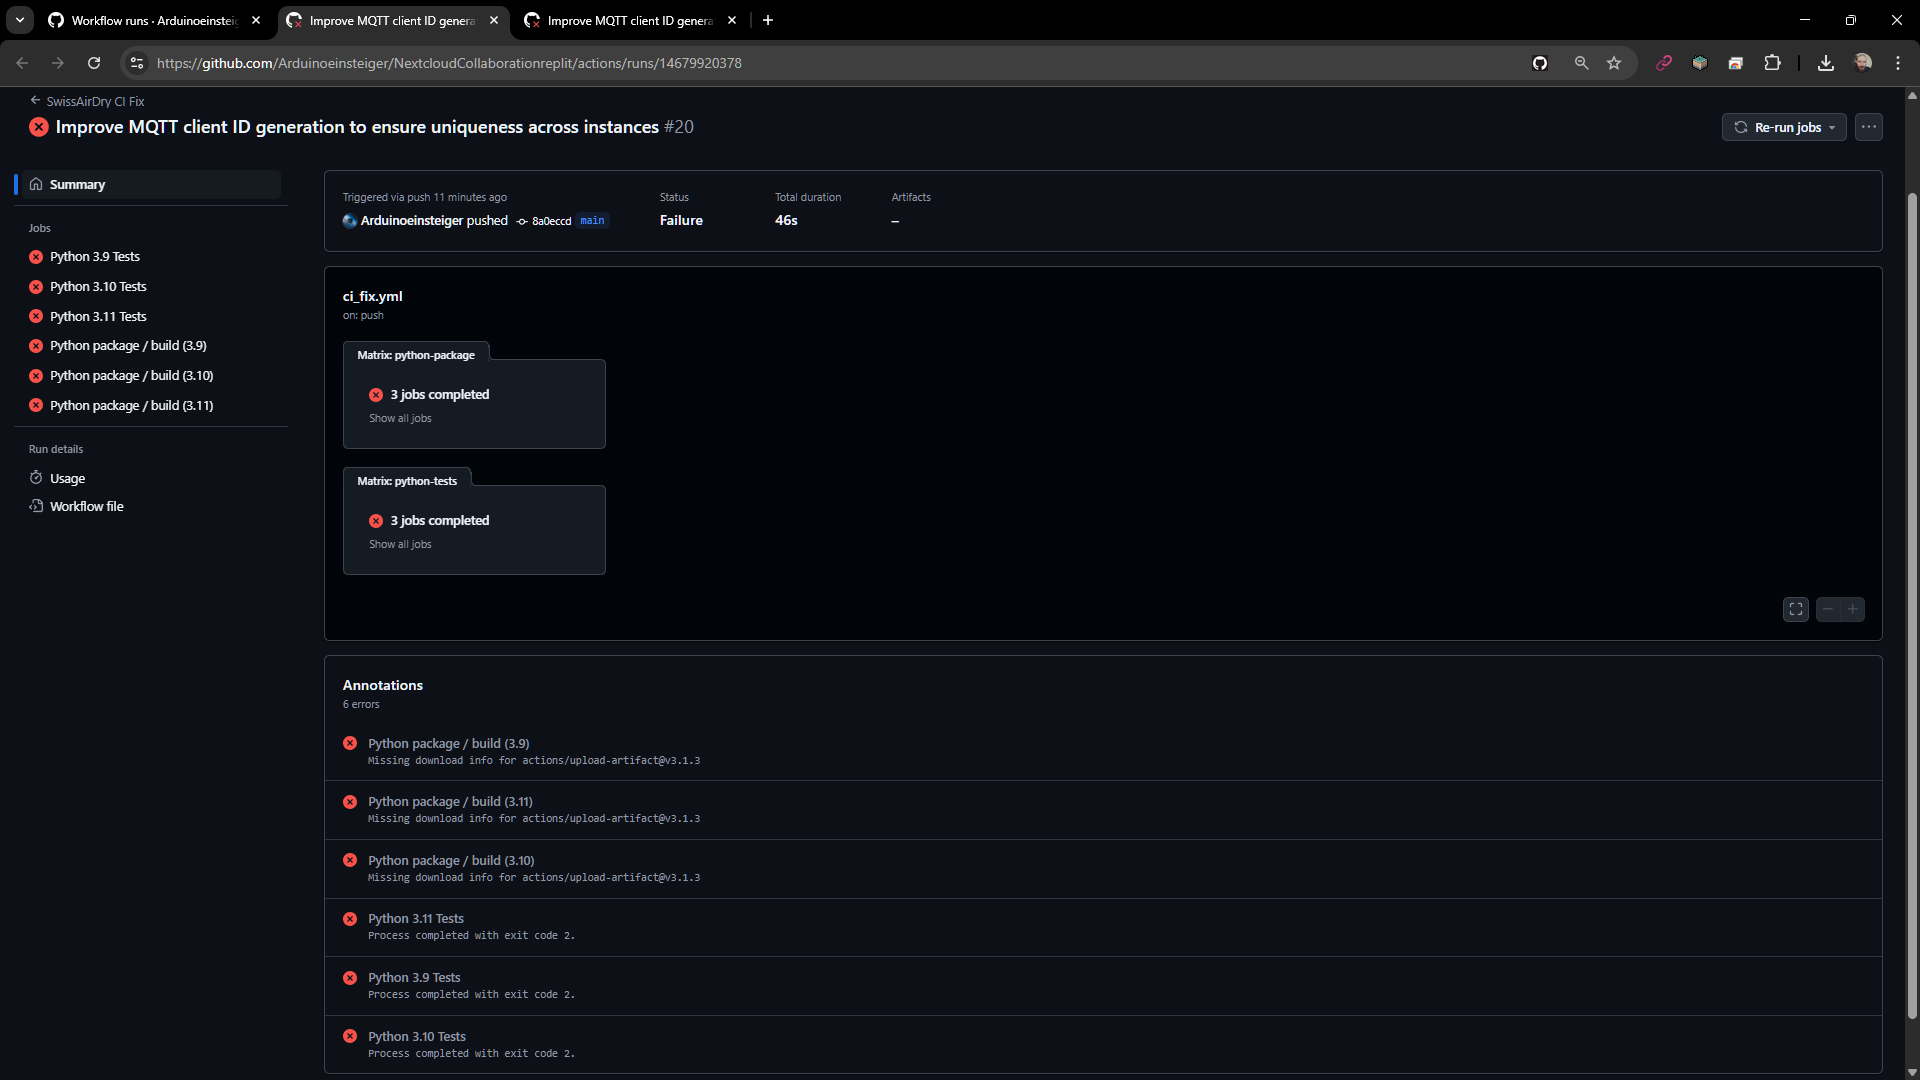 Workflow runs · Arduinoeinsteig
Improve MQTT client ID genera
Improve MQTT client ID genera
https://github.com/Arduinoeinsteiger/NextcloudCollaborationreplit/actions/runs/14679920378
SwissAirDry CI Fix
Improve MQTT client ID generation to ensure uniqueness across instances #20
Re-run jobs
Summary
Jobs
Python 3.9 Tests
Python 3.10 Tests
Python 3.11 Tests
Python package / build (3.9)
Python package / build (3.10)
Python package / build (3.11)
Run details
Usage
Workflow file
Triggered via push 11 minutes ago
Arduinoeinsteiger pushed 8a0eccd main
Status
Failure
Total duration
46s
Artifacts
–
ci_fix.yml
on: push
Matrix: python-package
3 jobs completed
Show all jobs
Matrix: python-tests
3 jobs completed
Show all jobs
Annotations
6 errors
Python package / build (3.9)
Missing download info for actions/upload-artifact@v3.1.3
Python package / build (3.11)
Missing download info for actions/upload-artifact@v3.1.3
Python package / build (3.10)
Missing download info for actions/upload-artifact@v3.1.3
Python 3.11 Tests
Process completed with exit code 2.
Python 3.9 Tests
Process completed with exit code 2.
Python 3.10 Tests
Process completed with exit code 2.